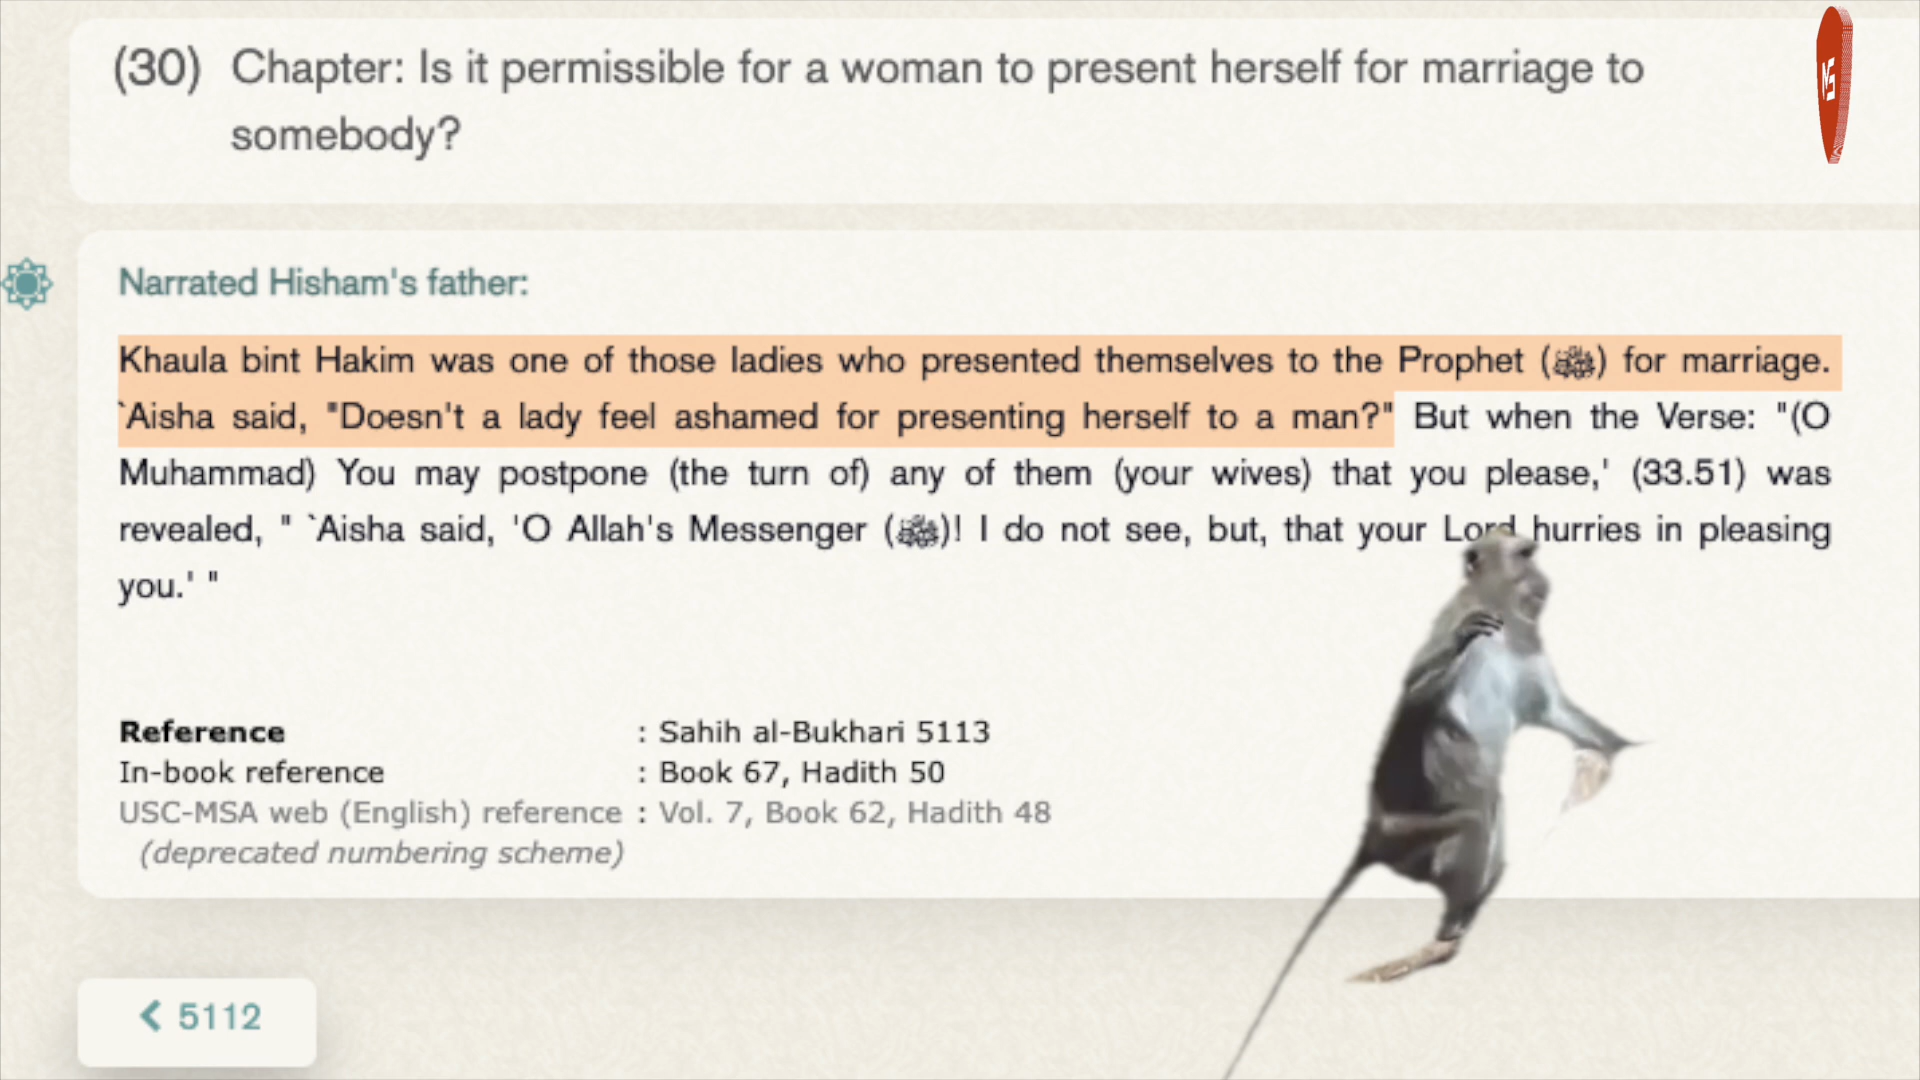 (30) Chapter: Is it permissible for a woman to present herself for marriage to
somebody?
MS
Narrated Hisham's father:
Khaula bint Hakim was one of those ladies who presented themselves to the Prophet (ﷺ) for marriage.
`Aisha said, "Doesn't a lady feel ashamed for presenting herself to a man?" But when the Verse: "(O
Muhammad) You may postpone (the turn of) any of them (your wives) that you please,' (33.51) was
revealed, " `Aisha said, 'O Allah's Messenger (ﷺ)! I do not see, but, that your Lord hurries in pleasing
you.' "
Reference : Sahih al-Bukhari 5113
In-book reference : Book 67, Hadith 50
USC-MSA web (English) reference : Vol. 7, Book 62, Hadith 48
(deprecated numbering scheme)
5112